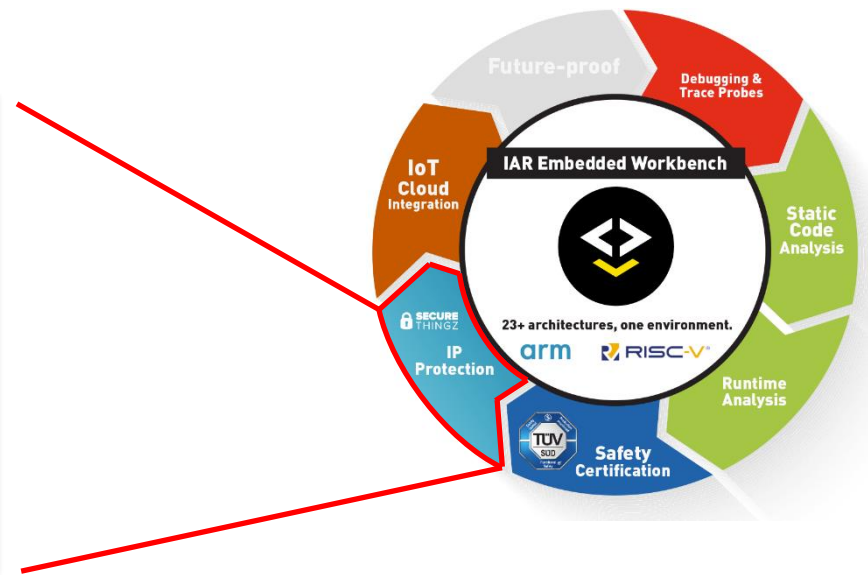 Future-proof
Debugging &
Trace Probes
IoT
Cloud
Integration
IAR Embedded Workbench
Static
Code
Analysis
SECURE
THINGZ
IP
Protection
23+ architectures, one environment.
arm
RISC-V®
Runtime
Analysis
TÜV
SÜD
Safety
Certification